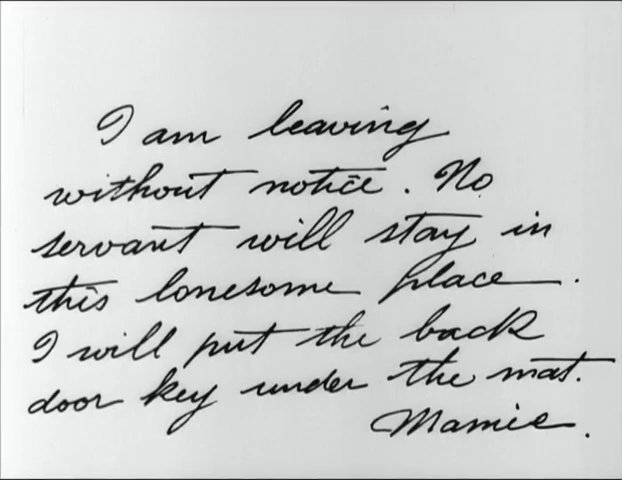 I am leaving
without notice. No
servant will stay in
this lonesome place.
I will put the back
door key under the mat.
Mamie.